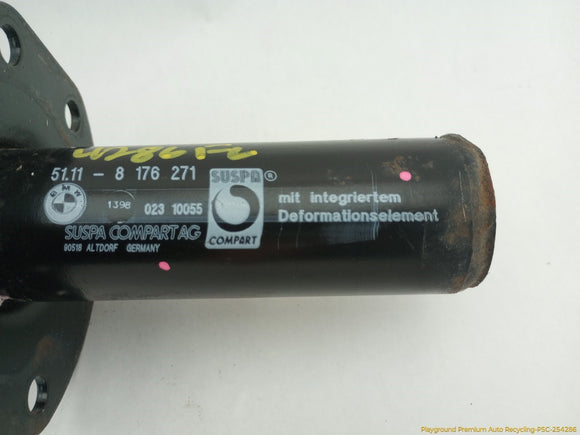 51.11 - 8 176 271
BMW
1398
023 10055
SUSPA COMPART AG
90518 ALTDORF GERMANY
SUSPA ®
COMPART
mit integriertem
Deformationselement
Playground Premium Auto Recycling-PSC-254286